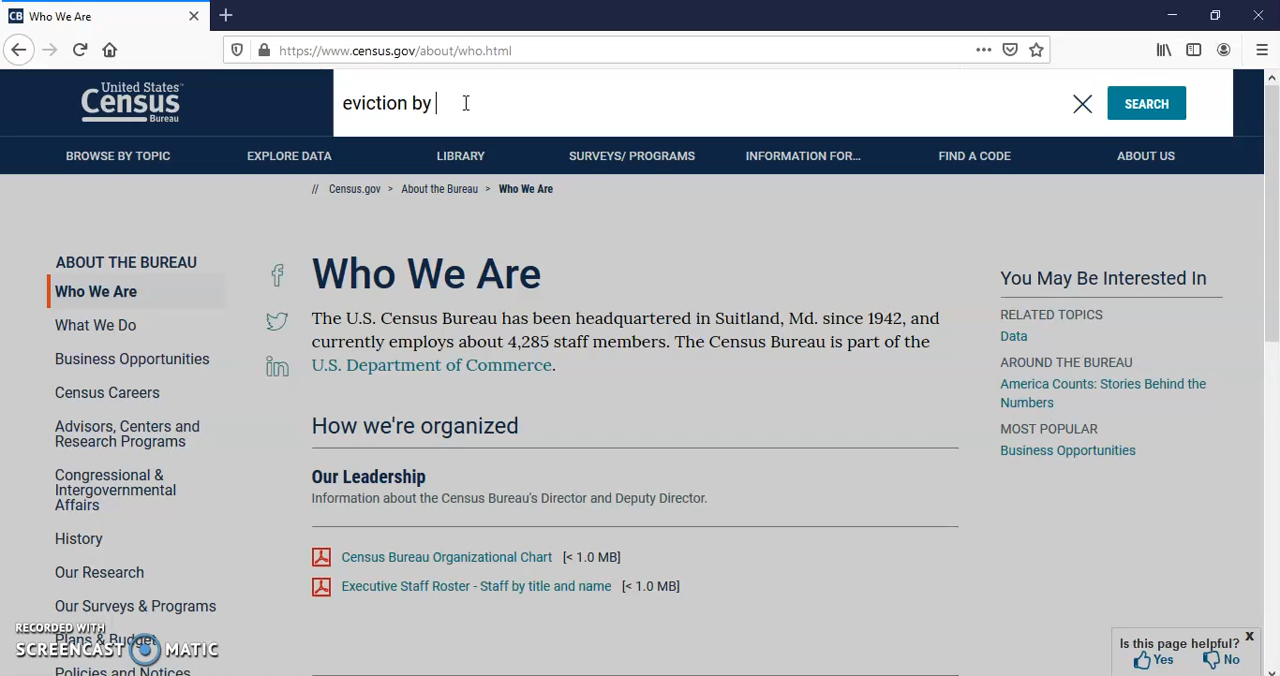 CB Who We Are
https://www.census.gov/about/who.html
United States
Census
Bureau
eviction by
SEARCH
BROWSE BY TOPIC
EXPLORE DATA
LIBRARY
SURVEYS/ PROGRAMS
INFORMATION FOR...
FIND A CODE
ABOUT US
// Census.gov > About the Bureau > Who We Are
ABOUT THE BUREAU
Who We Are
What We Do
Business Opportunities
Census Careers
Advisors, Centers and
Research Programs
Congressional &
Intergovernmental
Affairs
History
Our Research
Our Surveys & Programs
Plans & Budget
Policies and Notices
Who We Are
The U.S. Census Bureau has been headquartered in Suitland, Md. since 1942, and
currently employs about 4,285 staff members. The Census Bureau is part of the
U.S. Department of Commerce.
How we're organized
Our Leadership
Information about the Census Bureau's Director and Deputy Director.
Census Bureau Organizational Chart [< 1.0 MB]
Executive Staff Roster - Staff by title and name [< 1.0 MB]
You May Be Interested In
RELATED TOPICS
Data
AROUND THE BUREAU
America Counts: Stories Behind the
Numbers
MOST POPULAR
Business Opportunities
Is this page helpful? x
Yes No
RECORDED WITH
SCREENCAST MATIC